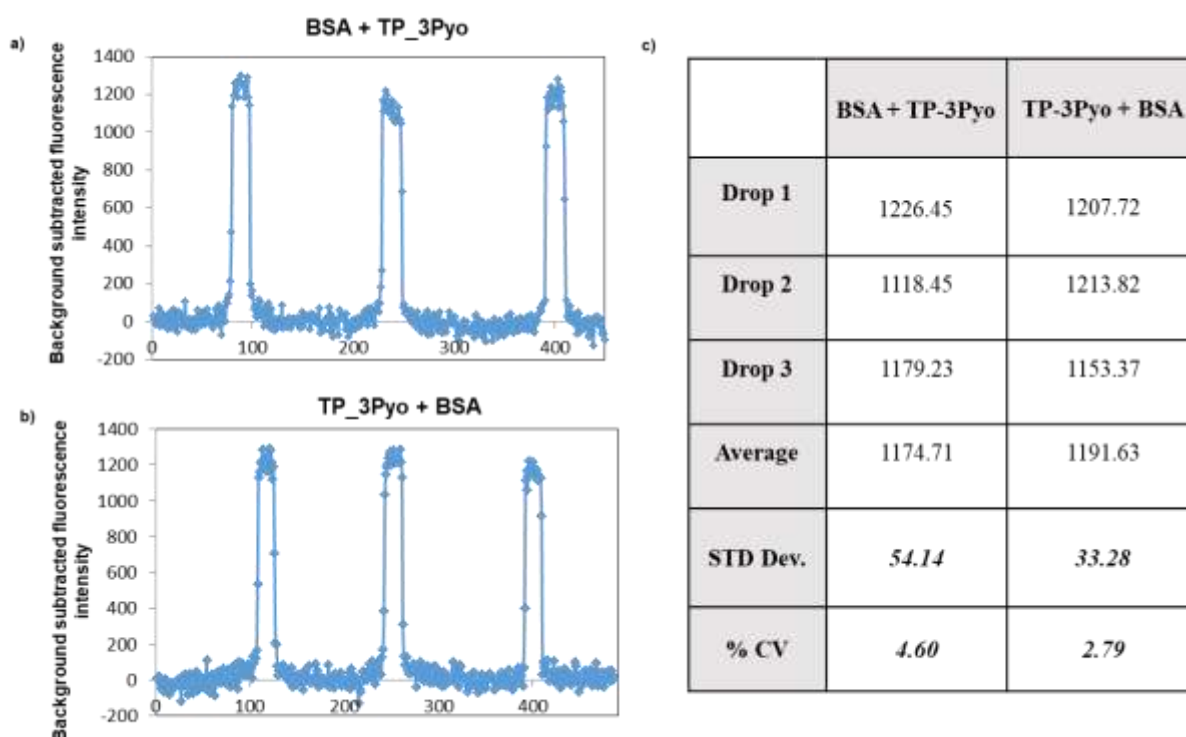 a)
BSA + TP_3Pyo
Background subtracted fluorescence
intensity
1400
1200
1000
800
600
400
200
0
-200
0 100 200 300 400
b)
TP_3Pyo + BSA
Background subtracted fluorescence
intensity
1400
1200
1000
800
600
400
200
0
-200
0 100 200 300 400
c)
BSA + TP-3Pyo TP-3Pyo + BSA
Drop 1 1226.45 1207.72
Drop 2 1118.45 1213.82
Drop 3 1179.23 1153.37
Average 1174.71 1191.63
STD Dev. 54.14 33.28
% CV 4.60 2.79